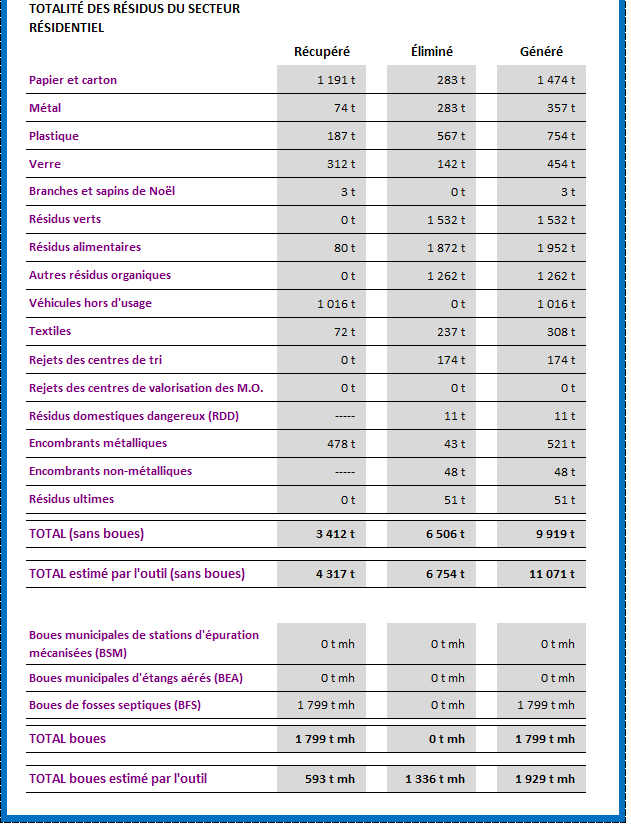 TOTALITÉ DES RÉSIDUS DU SECTEUR
RÉSIDENTIEL
Récupéré Éliminé Généré
Papier et carton 1 191 t 283 t 1 474 t
Métal 74 t 283 t 357 t
Plastique 187 t 567 t 754 t
Verre 312 t 142 t 454 t
Branches et sapins de Noël 3 t 0 t 3 t
Résidus verts 0 t 1 532 t 1 532 t
Résidus alimentaires 80 t 1 872 t 1 952 t
Autres résidus organiques 0 t 1 262 t 1 262 t
Véhicules hors d'usage 1 016 t 0 t 1 016 t
Textiles 72 t 237 t 308 t
Rejets des centres de tri 0 t 174 t 174 t
Rejets des centres de valorisation des M.O. 0 t 0 t 0 t
Résidus domestiques dangereux (RDD) ----- 11 t 11 t
Encombrants métalliques 478 t 43 t 521 t
Encombrants non-métalliques ----- 48 t 48 t
Résidus ultimes 0 t 51 t 51 t
TOTAL (sans boues) 3 412 t 6 506 t 9 919 t
TOTAL estimé par l'outil (sans boues) 4 317 t 6 754 t 11 071 t
Boues municipales de stations d'épuration
mécanisées (BSM) 0 t mh 0 t mh 0 t mh
Boues municipales d'étangs aérés (BEA) 0 t mh 0 t mh 0 t mh
Boues de fosses septiques (BFS) 1 799 t mh 0 t mh 1 799 t mh
TOTAL boues 1 799 t mh 0 t mh 1 799 t mh
TOTAL boues estimé par l'outil 593 t mh 1 336 t mh 1 929 t mh